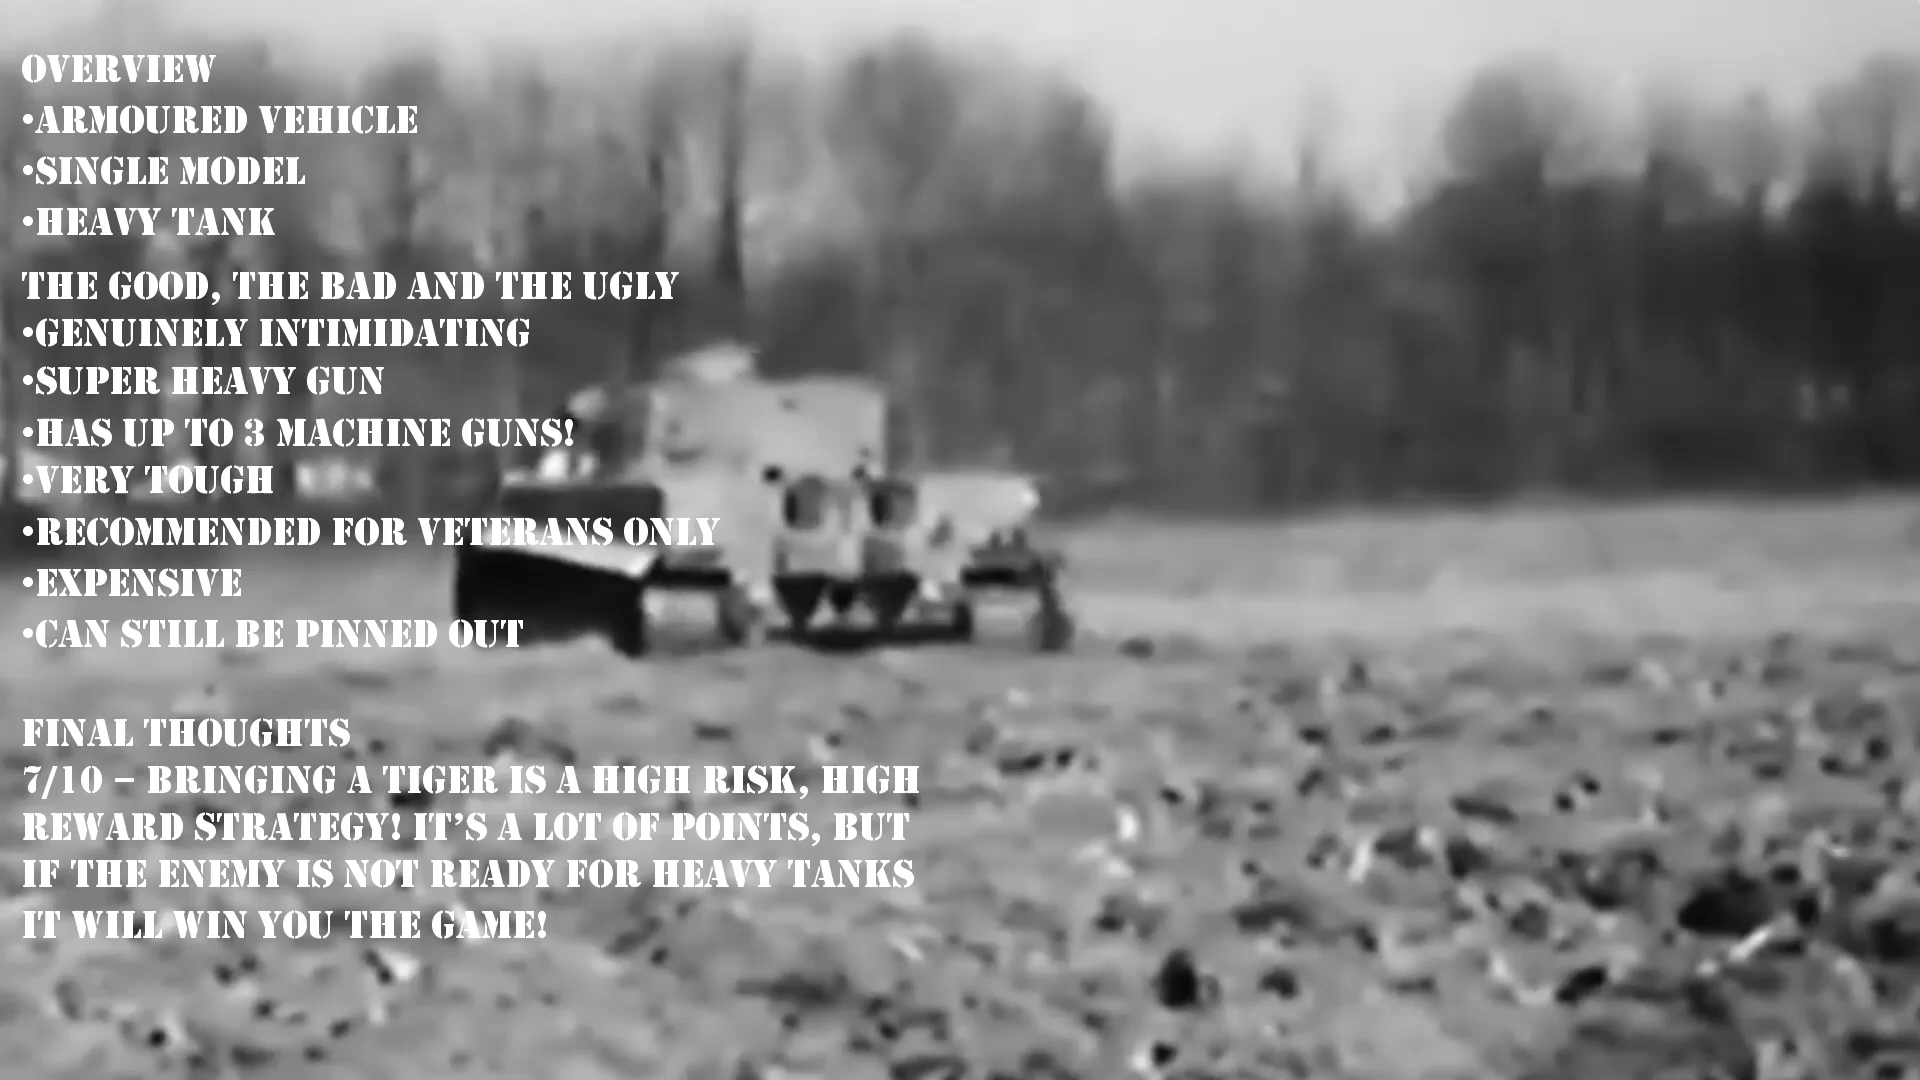 OVERVIEW
•ARMOURED VEHICLE
•SINGLE MODEL
•HEAVY TANK
THE GOOD, THE BAD AND THE UGLY
•GENUINELY INTIMIDATING
•SUPER HEAVY GUN
•HAS UP TO 3 MACHINE GUNS!
•VERY TOUGH
•RECOMMENDED FOR VETERANS ONLY
•EXPENSIVE
•CAN STILL BE PINNED OUT
FINAL THOUGHTS
7/10 – BRINGING A TIGER IS A HIGH RISK, HIGH
REWARD STRATEGY! IT’S A LOT OF POINTS, BUT
IF THE ENEMY IS NOT READY FOR HEAVY TANKS
IT WILL WIN YOU THE GAME!